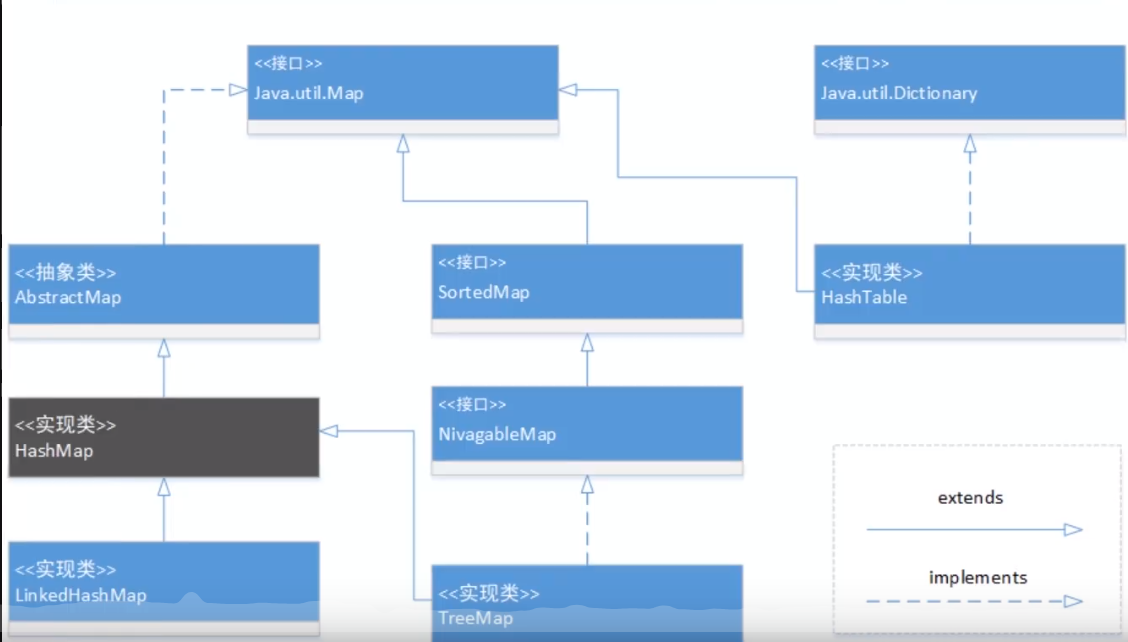 <<接口>>
Java.util.Map
<<接口>>
Java.util.Dictionary
<<抽象类>>
AbstractMap
<<接口>>
SortedMap
<<实现类>>
HashTable
<<实现类>>
HashMap
<<接口>>
NivagableMap
<<实现类>>
LinkedHashMap
<<实现类>>
TreeMap
extends
implements